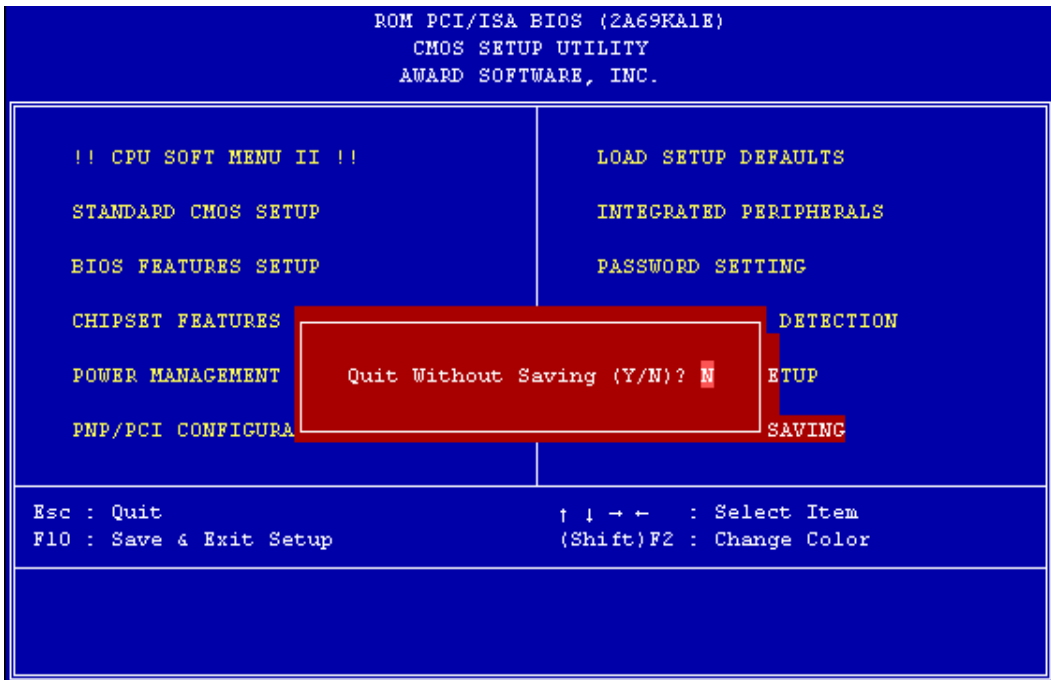 ROM PCI/ISA BIOS (2A69KA1E)
CMOS SETUP UTILITY
AWARD SOFTWARE, INC.
!! CPU SOFT MENU II !!
STANDARD CMOS SETUP
BIOS FEATURES SETUP
CHIPSET FEATURES
POWER MANAGEMENT
PNP/PCI CONFIGURA
LOAD SETUP DEFAULTS
INTEGRATED PERIPHERALS
PASSWORD SETTING
DETECTION
ETUP
SAVING
Quit Without Saving (Y/N)? N
Esc : Quit
F10 : Save & Exit Setup
↑ ↓ → ← : Select Item
(Shift)F2 : Change Color